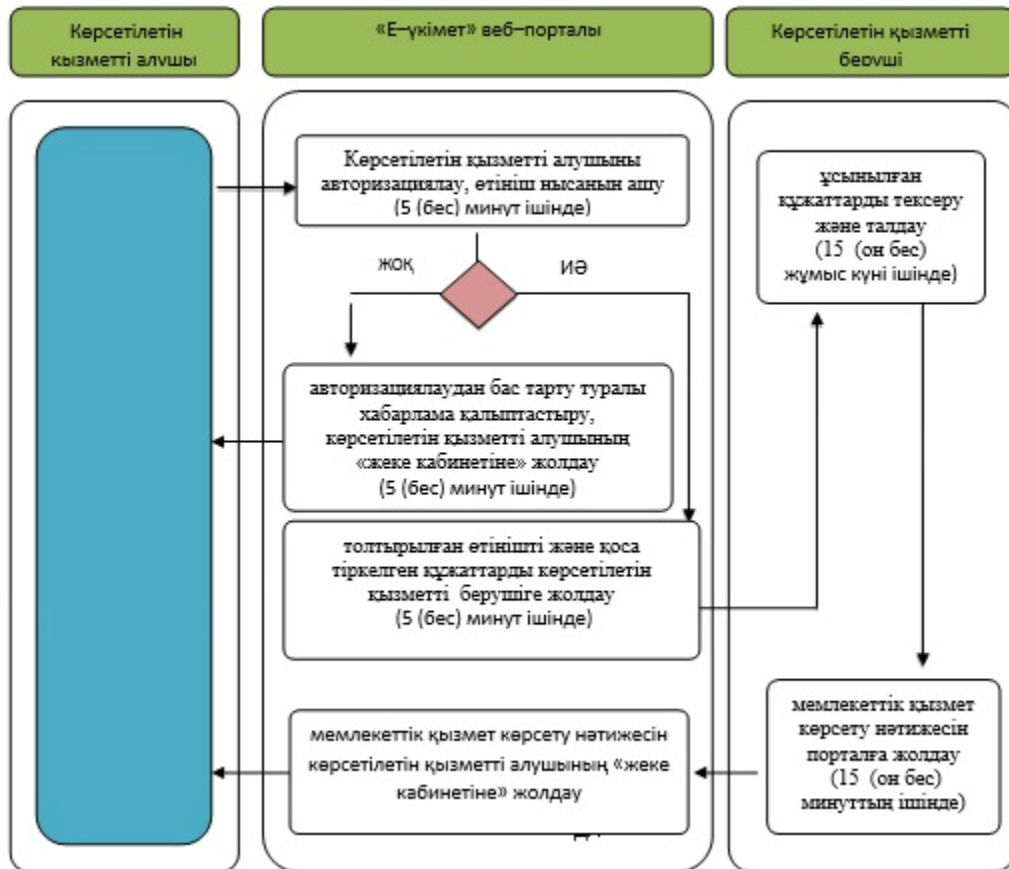 Көрсетілетін
қызметті алушы
«Е–үкімет» веб–порталы
Көрсетілетін қызметті
беруші
Көрсетілетін қызметті алушыны
авторизациялау, өтініш нысанын ашу
(5 (бес) минут ішінде)
жоқ
иә
авторизациялаудан бас тарту туралы
хабарлама қалыптастыру,
көрсетілетін қызметті алушының
«жеке кабинетіне» жолдау
(5 (бес) минут ішінде)
толтырылған өтінішті және қоса
тіркелген құжаттарды көрсетілетін
қызметті берушіге жолдау
(5 (бес) минут ішінде)
мемлекеттік қызмет көрсету нәтижесін
көрсетілетін қызметті алушының «жеке
кабинетіне» жолдау
ұсынылған
құжаттарды тексеру
және талдау
(15 (он бес)
жұмыс күні ішінде)
мемлекеттік қызмет
көрсету нәтижесін
порталға жолдау
(15 (он бес)
минуттың ішінде)